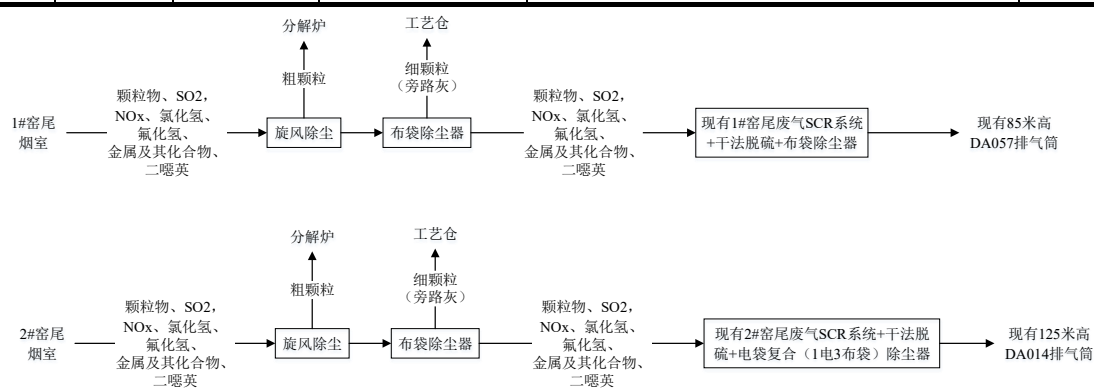 分解炉
工艺仓
粗颗粒
细颗粒
（旁路灰）
1#窑尾
烟室
颗粒物、SO2，
NOx、氯化氢、
氟化氢、
金属及其化合物、
二噁英
旋风除尘
布袋除尘器
颗粒物、SO2，
NOx、氯化氢、
氟化氢、
金属及其化合物、
二噁英
现有1#窑尾废气SCR系统
+干法脱硫+布袋除尘器
现有85米高
DA057排气筒
分解炉
工艺仓
粗颗粒
细颗粒
（旁路灰）
2#窑尾
烟室
颗粒物、SO2，
NOx、氯化氢、
氟化氢、
金属及其化合物、
二噁英
旋风除尘
布袋除尘器
颗粒物、SO2，
NOx、氯化氢、
氟化氢、
金属及其化合物、
二噁英
现有2#窑尾废气SCR系统+干法脱
硫+电袋复合（1电3布袋）除尘器
现有125米高
DA014排气筒